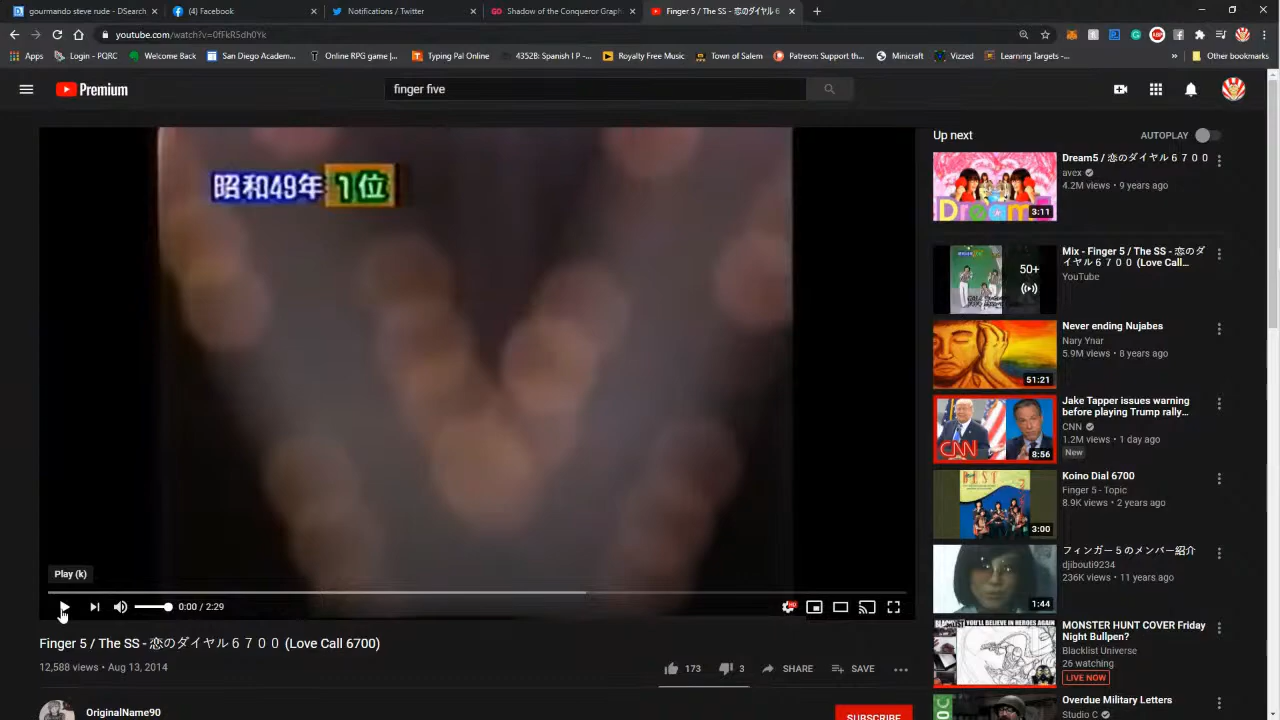 gourmando steve rude - DSearch
(4) Facebook
Notifications / Twitter
Shadow of the Conqueror Graph
Finger 5 / The SS - 恋のダイヤル6
youtube.com/watch?v=0fFkRSdh0Yk
Apps
Login - PQRC
Welcome Back
San Diego Academ...
Online RPG game |...
Typing Pal Online
4352B: Spanish I P -...
Royalty Free Music
Town of Salem
Patreon: Support th...
Minicraft
Vizzed
Learning Targets -...
Other bookmarks
Premium
finger five
昭和49年 1位
Play (k)
0:00 / 2:29
HD
Finger 5 / The SS - 恋のダイヤル６７００ (Love Call 6700)
12,588 views • Aug 13, 2014
173
3
SHARE
SAVE
OriginalName90
SUBSCRIBE
Up next
AUTOPLAY
Dream5 / 恋のダイヤル６７００
avex
4.2M views • 9 years ago
3:11
Mix - Finger 5 / The SS - 恋のダ
イヤル６７００ (Love Call...
YouTube
50+
Never ending Nujabes
Nary Ynar
5.9M views • 8 years ago
51:21
Jake Tapper issues warning
before playing Trump rally...
CNN
1.2M views • 1 day ago
New
CNN
8:56
Koino Dial 6700
Finger 5 - Topic
8.9K views • 2 years ago
BEST
3:00
フィンガー５のメンバー紹介
djibouti9234
236K views • 11 years ago
1:44
MONSTER HUNT COVER Friday
Night Bullpen?
Blacklist Universe
26 watching
LIVE NOW
YOU'LL BELIEVE IN HEROES AGAIN
Overdue Military Letters
Studio C